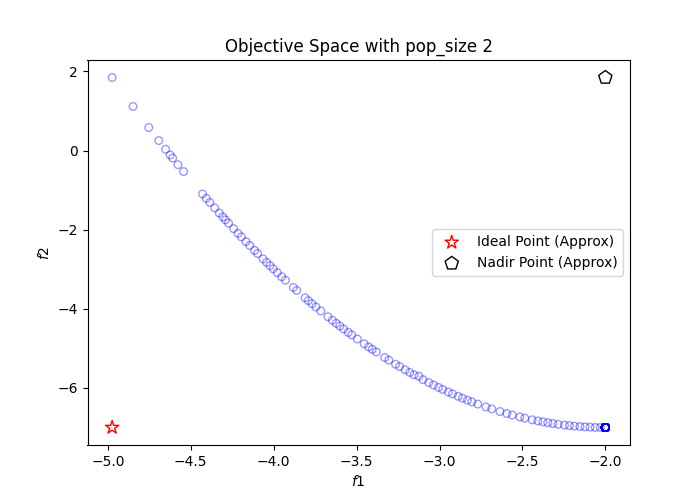 Objective Space with pop_size 2
2
0
−2
−4
−6
f2
Ideal Point (Approx)
Nadir Point (Approx)
−5.0 −4.5 −4.0 −3.5 −3.0 −2.5 −2.0
f1